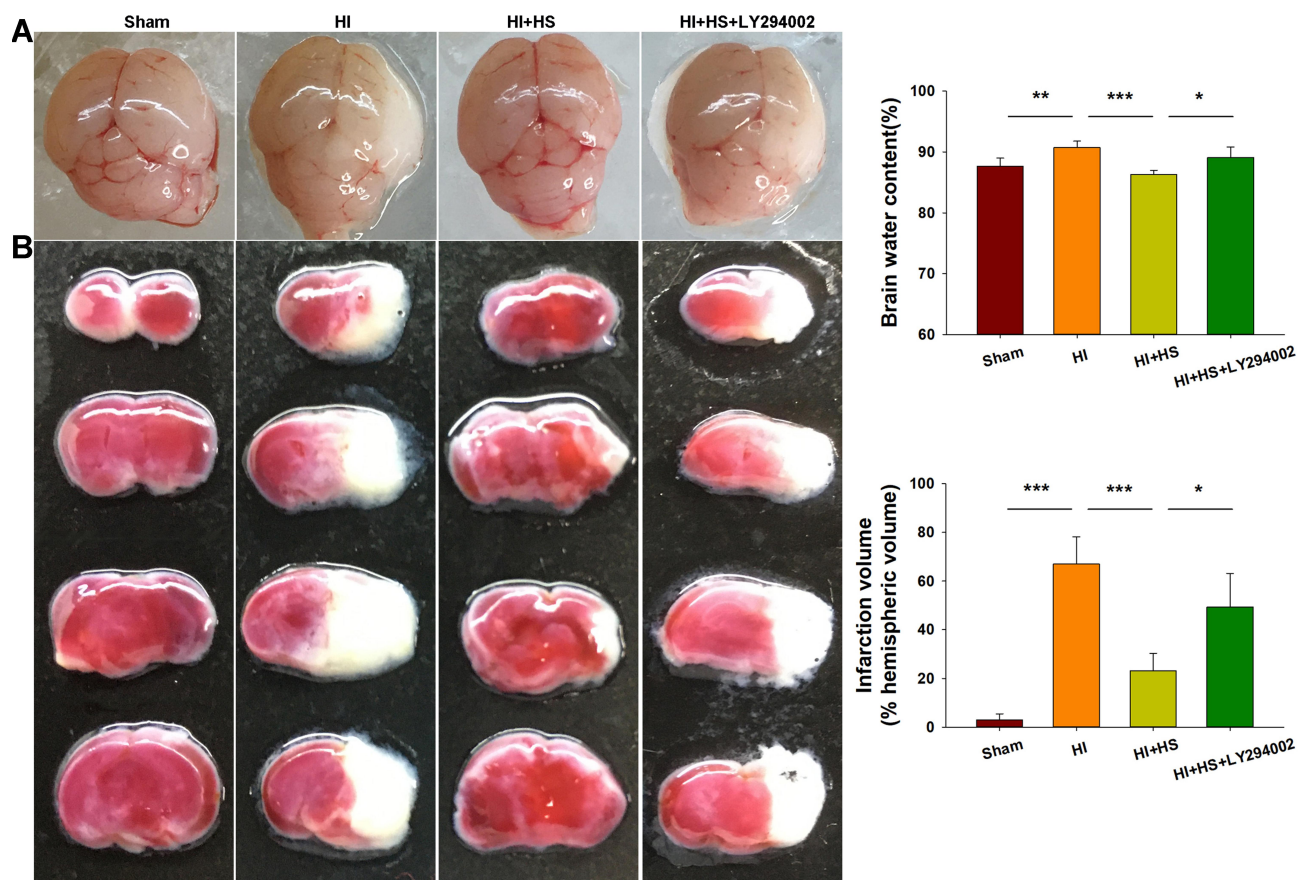 A
Sham
HI
HI+HS
HI+HS+LY294002
B
Brain water content(%)
100
90
80
70
60
** *** *
Sham
HI
HI+HS
HI+HS+LY294002
Infarction volume
(% hemispheric volume)
100
80
60
40
20
0
*** *** *
Sham
HI
HI+HS
HI+HS+LY294002